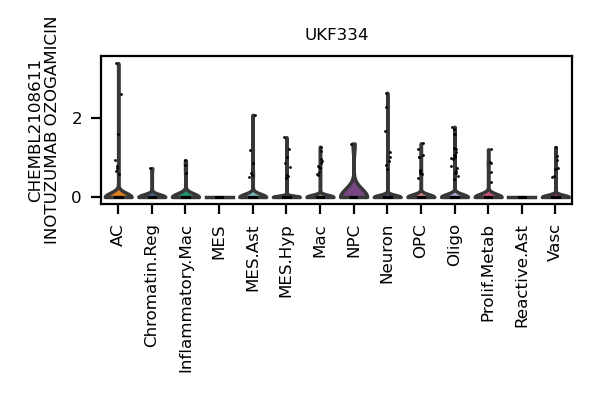 UKF334
CHEMBL2108611
INOTUZUMAB OZOGAMICIN
2
0
AC
Chromatin.Reg
Inflammatory.Mac
MES
MES.Ast
MES.Hyp
Mac
NPC
Neuron
OPC
Oligo
Prolif.Metab
Reactive.Ast
Vasc